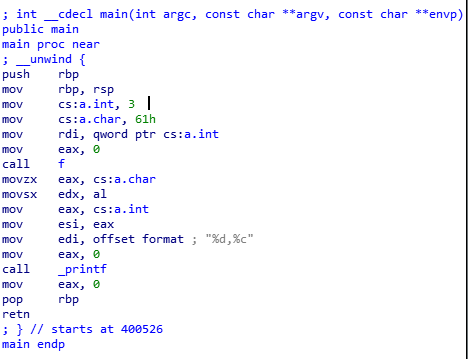 ; int __cdecl main(int argc, const char **argv, const char **envp)
public main
main proc near
; __unwind {
push rbp
mov rbp, rsp
mov cs:a.int, 3
mov cs:a.char, 61h
mov rdi, qword ptr cs:a.int
mov eax, 0
call f
movzx eax, cs:a.char
movsx edx, al
mov eax, cs:a.int
mov esi, eax
mov edi, offset format ; "%d,%c"
mov eax, 0
call _printf
mov eax, 0
pop rbp
retn
; } // starts at 400526
main endp